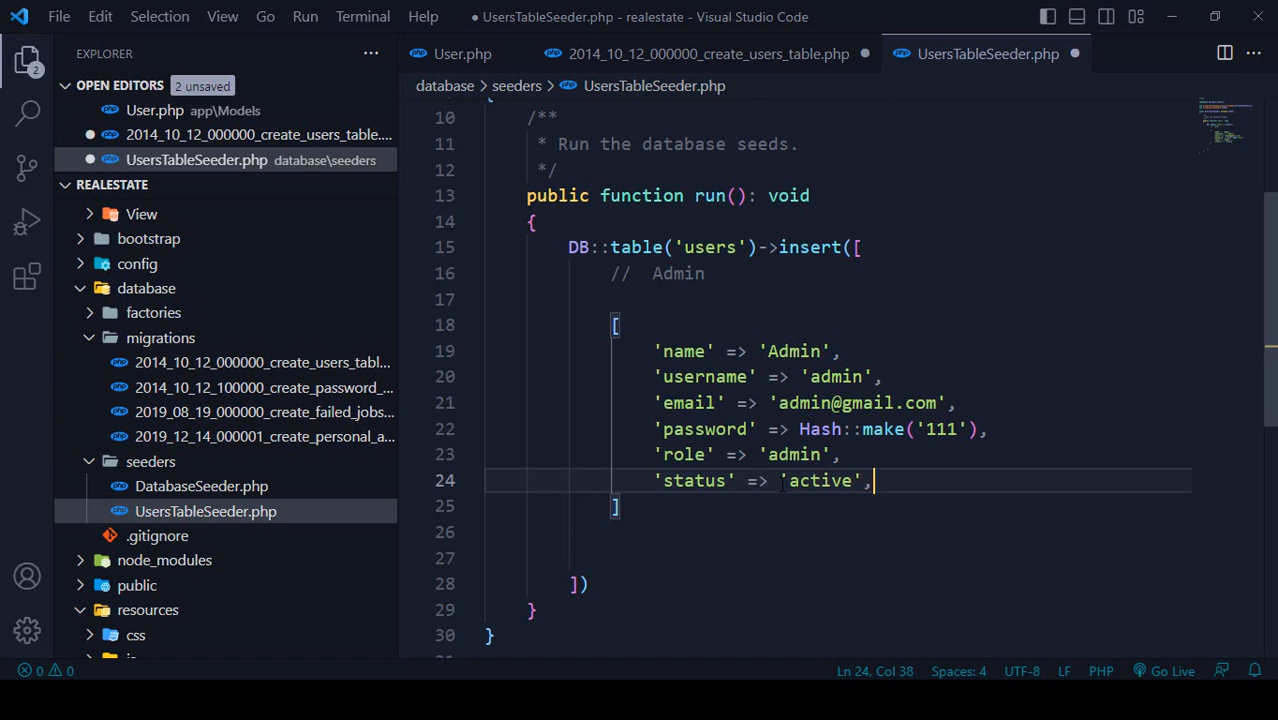 File Edit Selection View Go Run Terminal Help
● UsersTableSeeder.php - realestate - Visual Studio Code
EXPLORER
User.php
2014_10_12_000000_create_users_table.php
UsersTableSeeder.php
OPEN EDITORS 2 unsaved
database > seeders > UsersTableSeeder.php
User.php app\Models
2014_10_12_000000_create_users_table....
UsersTableSeeder.php database\seeders
REALESTATE
View
bootstrap
config
database
factories
migrations
2014_10_12_000000_create_users_tabl...
2014_10_12_100000_create_password_...
2019_08_19_000000_create_failed_jobs...
2019_12_14_000001_create_personal_a...
seeders
DatabaseSeeder.php
UsersTableSeeder.php
.gitignore
node_modules
public
resources
css
2
10 /**
11 * Run the database seeds.
12 */
13 public function run(): void
14 {
15 DB::table('users')->insert([
16 // Admin
17
18 [
19 'name' => 'Admin',
20 'username' => 'admin',
21 'email' => 'admin@gmail.com',
22 'password' => Hash::make('111'),
23 'role' => 'admin',
24 'status' => 'active',
25 ]
26
27
28 ])
29 }
30 }
0 0
Ln 24, Col 38 Spaces: 4 UTF-8 LF PHP Go Live